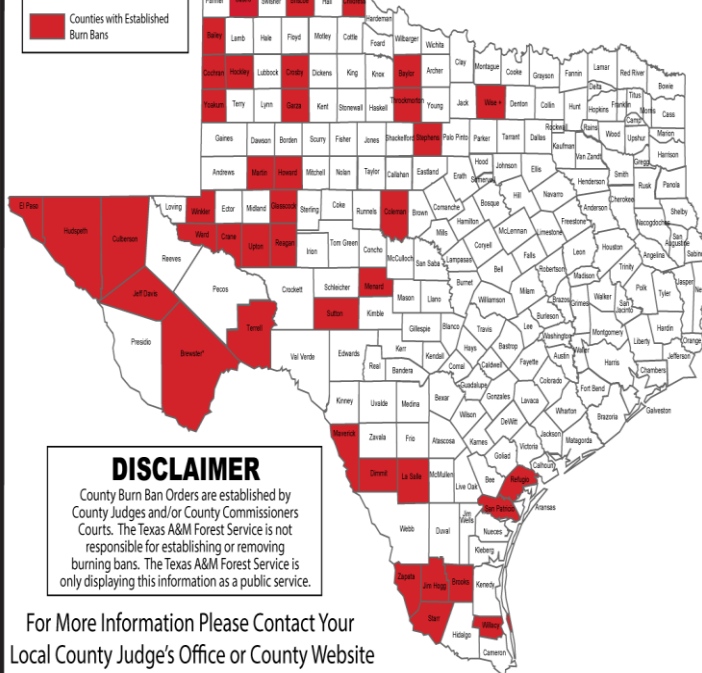 Parmer Swisher Hall
Counties with Established
Burn Bans
Hardeman
Bailey Lamb Hale Floyd Motley Cottle Foard Wilbarger Wichita
Clay Montague Cooke Grayson Fannin Lamar Red River Bowie
Cochran Hockley Lubbock Crosby Dickens King Knox Baylor Archer
Delta Titus Franklin Morris Cass
Yoakum Terry Lynn Garza Kent Stonewall Haskell Throckmorton Young Jack Wise + Denton Collin Hunt Hopkins Camp
Rockwall Rains Wood Upshur Marion
Gaines Dawson Borden Scurry Fisher Jones Shackelford Stephens Palo Pinto Parker Tarrant Dallas Kaufman Van Zandt Gregg Harrison
Andrews Martin Howard Mitchell Nolan Taylor Callahan Eastland Erath Hood Somervell Johnson Ellis Henderson Smith Rusk Panola
El Paso Hudspeth Culberson Loving Winkler Ector Midland Glasscock Sterling Coke Runnels Coleman Brown Comanche Bosque Hill Navarro Anderson Cherokee Nacogdoches Shelby
Reeves Ward Crane Upton Reagan Irion Tom Green Concho McCulloch San Saba Mills Hamilton Coryell McLennan Limestone Freestone Leon Houston Angelina San Augustine Sabine
Jeff Davis Pecos Crockett Schleicher Menard Mason Llano Lampasas Burnet Bell Falls Robertson Madison Trinity Polk Tyler Jasper
Presidio Brewster* Terrell Val Verde Sutton Kimble Gillespie Blanco Williamson Milam Brazos Burleson Grimes Walker San Jacinto
Edwards Kerr Real Bandera Kendall Comal Hays Travis Bastrop Lee Washington Montgomery Liberty Hardin Orange
Caldwell Fayette Austin Waller Harris Jefferson Chambers
Kinney Uvalde Medina Bexar Guadalupe Gonzales Colorado Fort Bend Galveston
Wilson Lavaca Wharton Brazoria
Maverick Zavala Frio Atascosa Karnes DeWitt Jackson Matagorda
Victoria Goliad Calhoun
Dimmit La Salle McMullen Live Oak Bee Refugio
San Patricio Aransas
Webb Duval Jim Wells Nueces
Kleberg
Zapata Jim Hogg Brooks Kenedy
Starr Hidalgo Willacy
Cameron
DISCLAIMER
County Burn Ban Orders are established by
County Judges and/or County Commissioners
Courts. The Texas A&M Forest Service is not
responsible for establishing or removing
burning bans. The Texas A&M Forest Service is
only displaying this information as a public service.
For More Information Please Contact Your
Local County Judge's Office or County Website